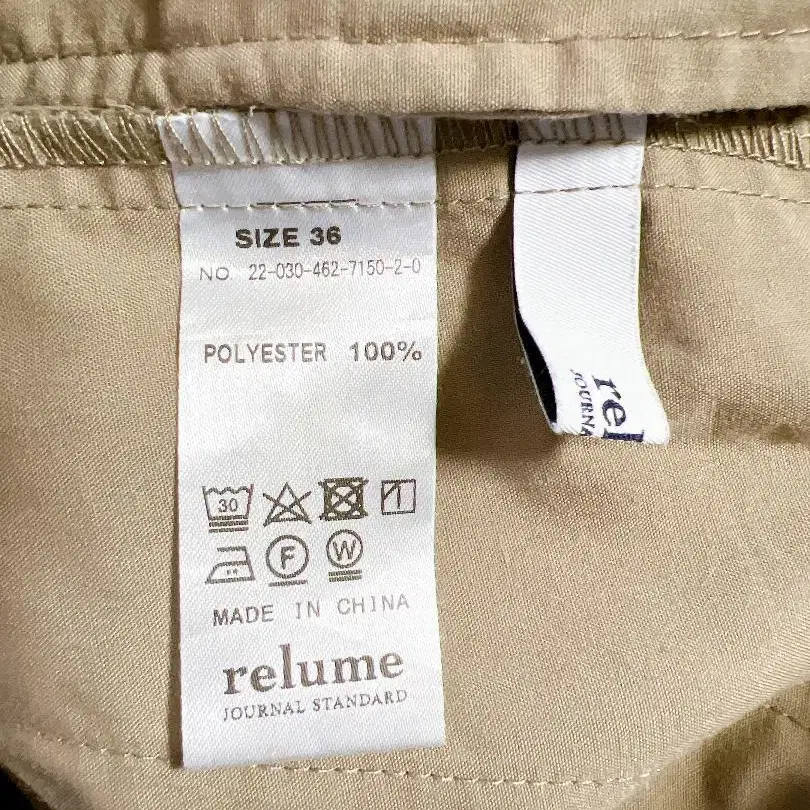 SIZE 36
NO. 22-030-462-7150-2-0
POLYESTER 100%
30
F
W
MADE IN CHINA
relume
JOURNAL STANDARD
rel
JOURNA